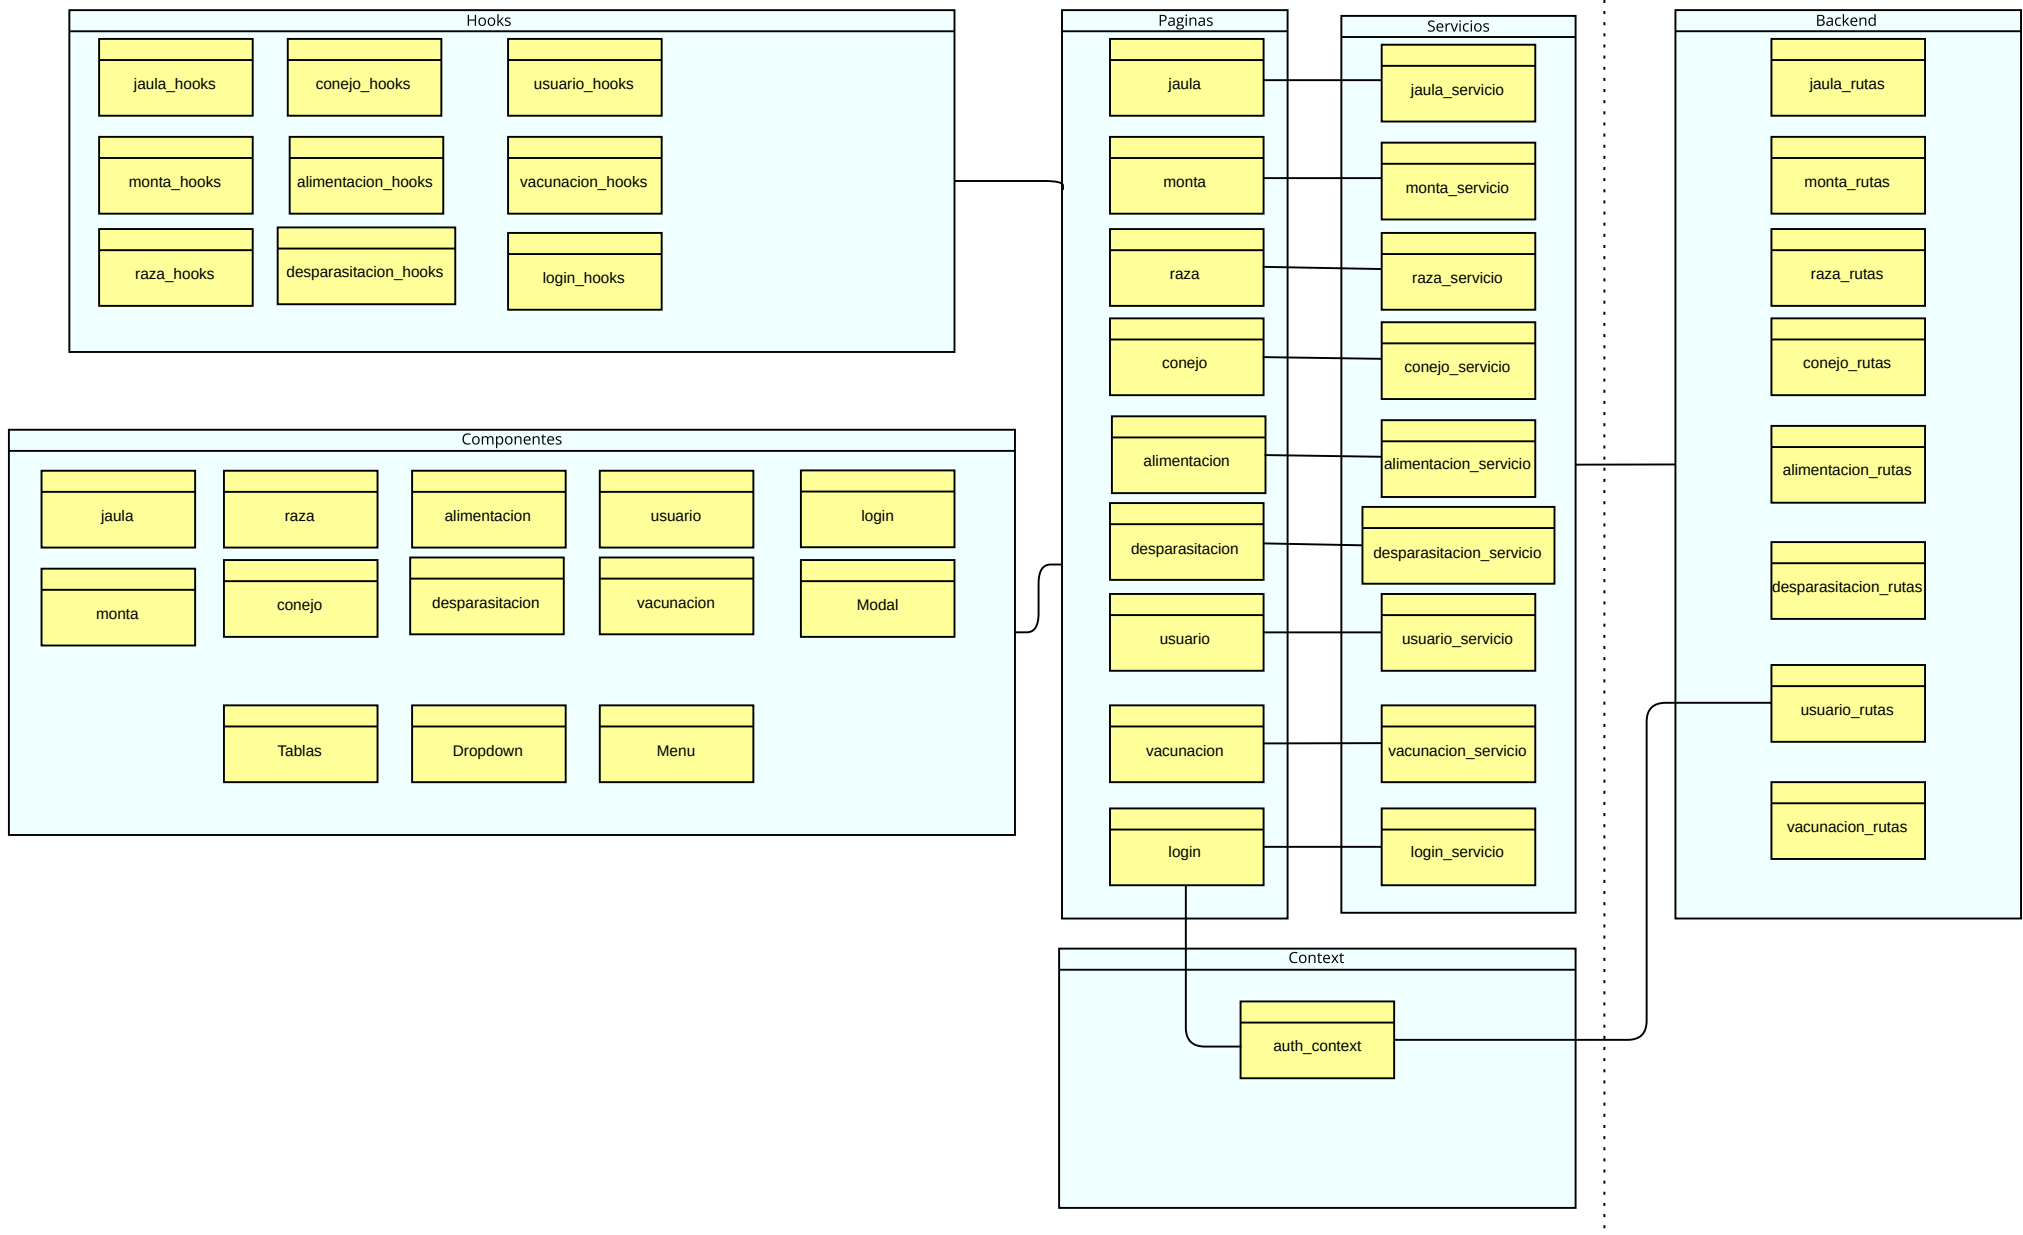 Hooks
jaula_hooks
conejo_hooks
usuario_hooks
monta_hooks
alimentacion_hooks
vacunacion_hooks
raza_hooks
desparasitacion_hooks
login_hooks
Componentes
jaula
raza
alimentacion
usuario
login
monta
conejo
desparasitacion
vacunacion
Modal
Tablas
Dropdown
Menu
Paginas
jaula
monta
raza
conejo
alimentacion
desparasitacion
usuario
vacunacion
login
Servicios
jaula_servicio
monta_servicio
raza_servicio
conejo_servicio
alimentacion_servicio
desparasitacion_servicio
usuario_servicio
vacunacion_servicio
login_servicio
Context
auth_context
Backend
jaula_rutas
monta_rutas
raza_rutas
conejo_rutas
alimentacion_rutas
desparasitacion_rutas
usuario_rutas
vacunacion_rutas